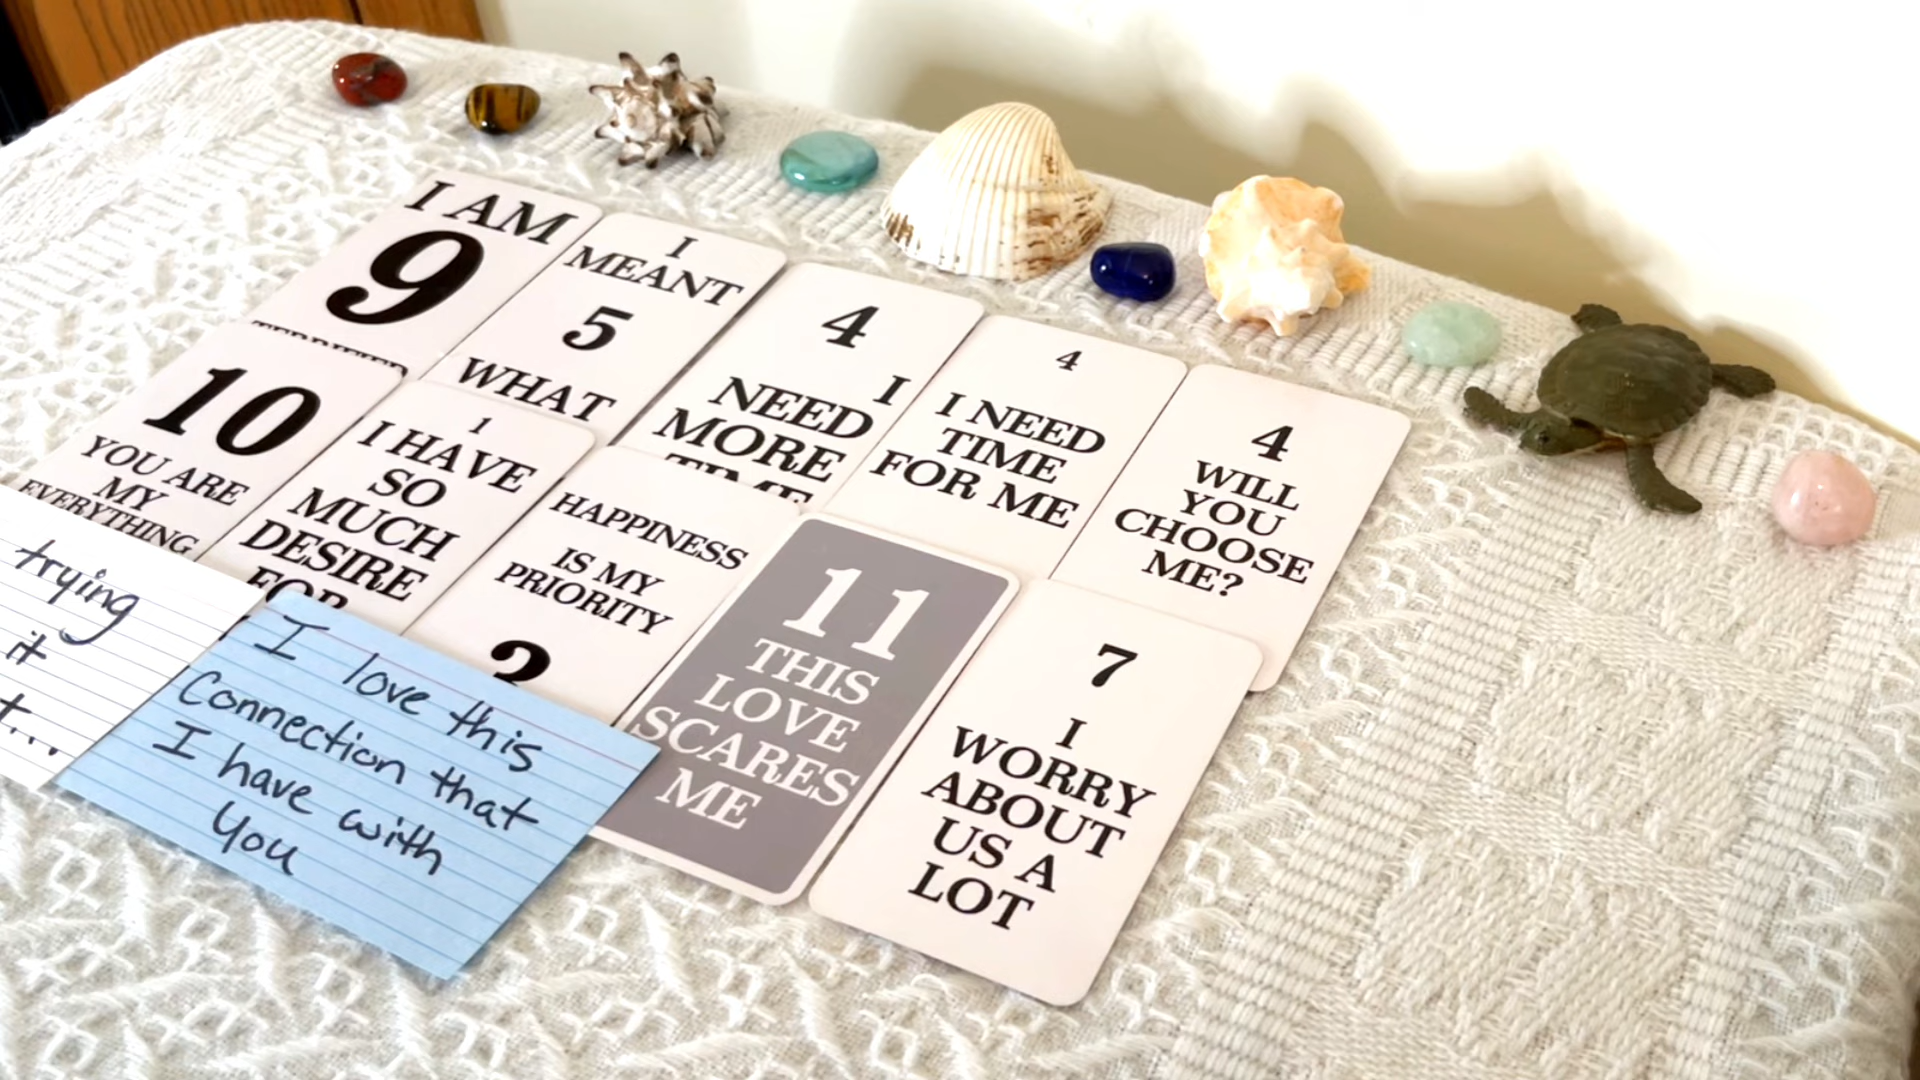 I AM
9
I
MEANT
5
WHAT
4
I
NEED
MORE
TIME
4
I NEED
TIME
FOR ME
4
WILL
YOU
CHOOSE
ME?
10
YOU ARE
MY
EVERYTHING
1
I HAVE
SO
MUCH
DESIRE
FOR
HAPPINESS
IS MY
PRIORITY
11
THIS
LOVE
SCARES
ME
7
I
WORRY
ABOUT
US A
LOT
trying
it
t...
I love this
Connection that
I have with
You